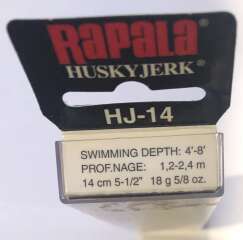 Rapala
HUSKYJERK®
HJ-14
SWIMMING DEPTH: 4'-8'
PROF.NAGE: 1,2-2,4 m
14 cm 5-1/2" 18 g 5/8 oz.